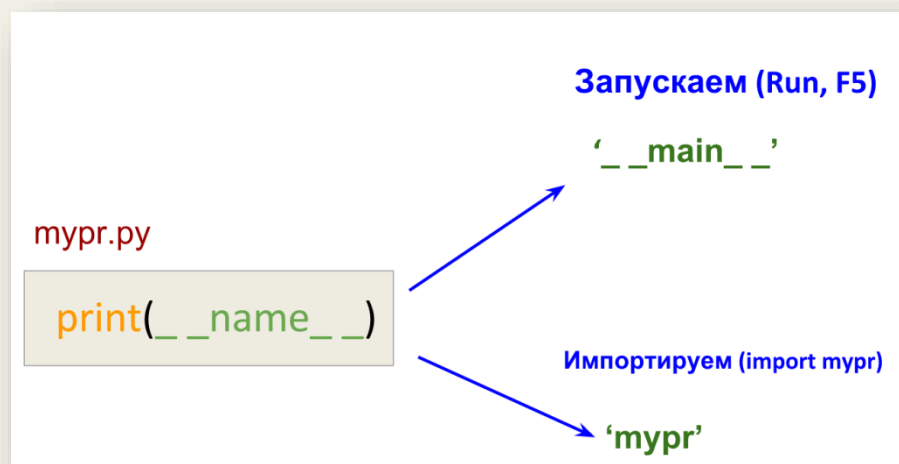 Запускаем (Run, F5)
‘_ _main_ _’
mypr.py
print(_ _name_ _)
Импортируем (import mypr)
‘mypr’